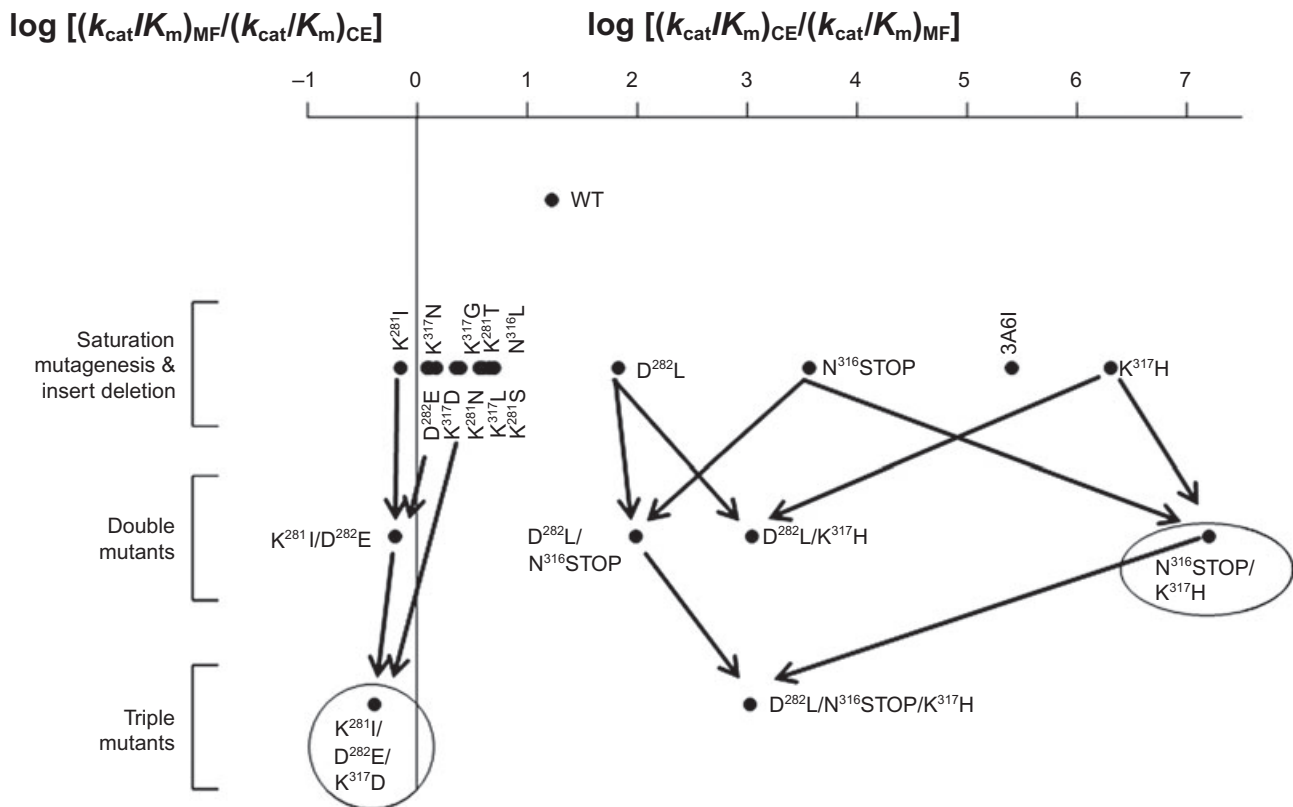 log [(kcat/Km)MF/(kcat/Km)CE]
log [(kcat/Km)CE/(kcat/Km)MF]
–1 0 1 2 3 4 5 6 7
WT
Saturation
mutagenesis &
insert deletion
K²⁸¹I
K³¹⁷N
K³¹⁷G
K²⁸¹T
N³¹⁶L
D²⁸²E
K³¹⁷D
K²⁸¹N
K³¹⁷L
K²⁸¹S
D²⁸²L
N³¹⁶STOP
3A6I
K³¹⁷H
Double
mutants
K²⁸¹I/D²⁸²E
D²⁸²L/
N³¹⁶STOP
D²⁸²L/K³¹⁷H
N³¹⁶STOP/
K³¹⁷H
Triple
mutants
K²⁸¹I/
D²⁸²E/
K³¹⁷D
D²⁸²L/N³¹⁶STOP/K³¹⁷H